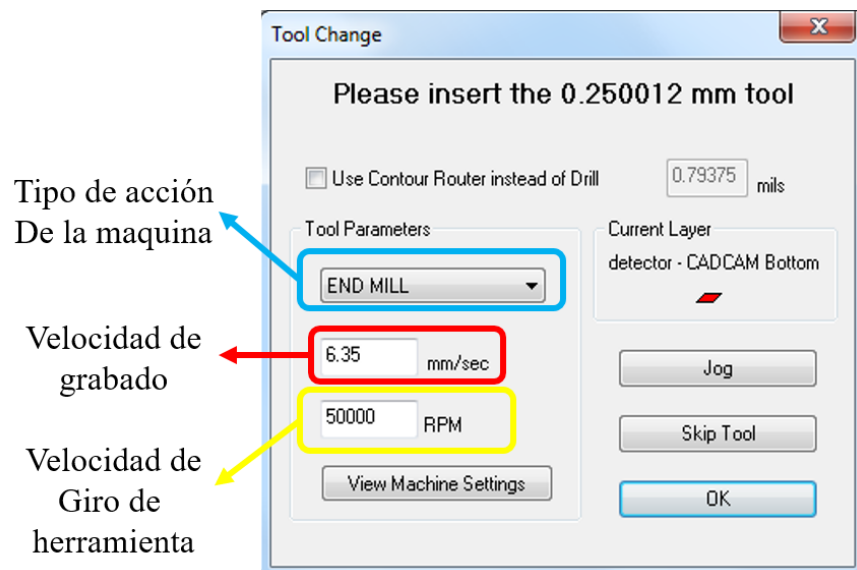 Tool Change
Please insert the 0.250012 mm tool
Use Contour Router instead of Drill
0.79375 mils
Tipo de acción
De la maquina
Tool Parameters
END MILL
Current Layer
detector - CADCAM Bottom
Velocidad de
grabado
6.35 mm/sec
Jog
50000 RPM
Skip Tool
Velocidad de
Giro de
herramienta
View Machine Settings
OK